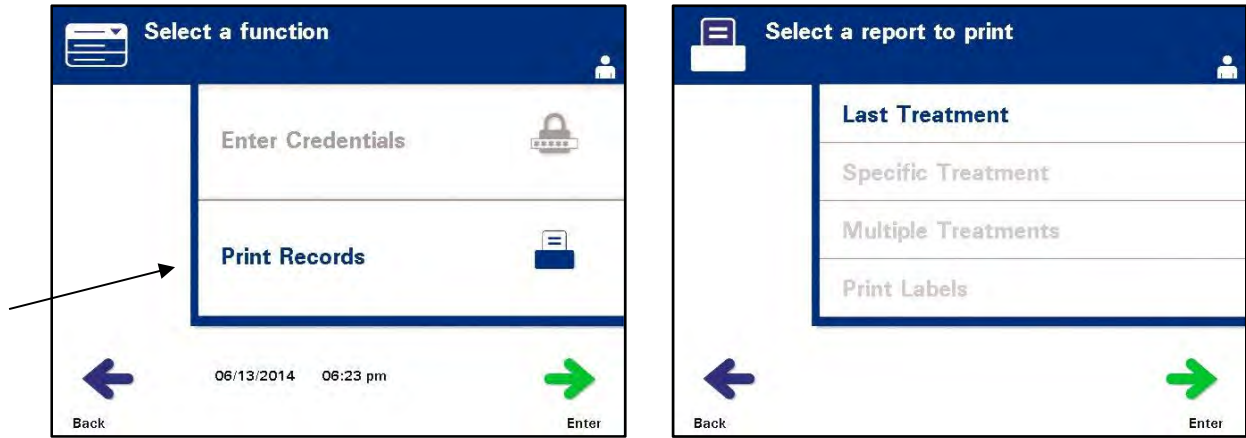 Select a function
Enter Credentials
Print Records
06/13/2014 06:23 pm
Back
Enter
Select a report to print
Last Treatment
Specific Treatment
Multiple Treatments
Print Labels
Back
Enter